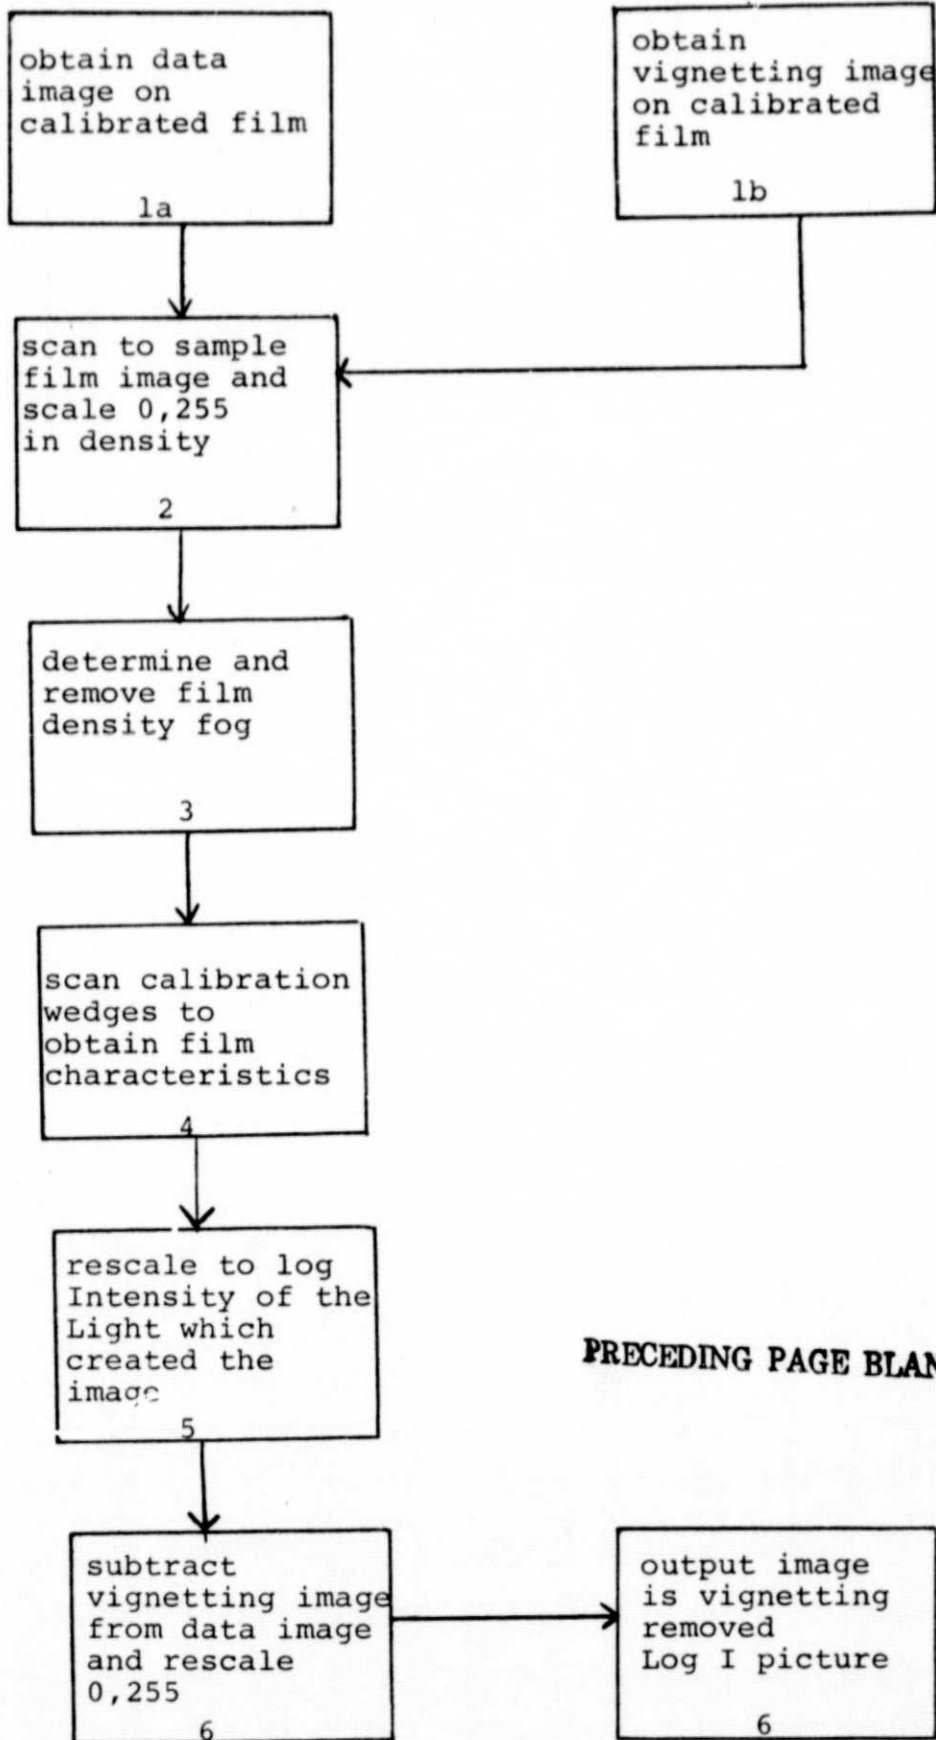 obtain data
image on
calibrated film
1a
obtain
vignetting image
on calibrated
film
1b
scan to sample
film image and
scale 0,255
in density
2
determine and
remove film
density fog
3
scan calibration
wedges to
obtain film
characteristics
4
rescale to log
Intensity of the
Light which
created the
image
5
PRECEDING PAGE BLAN
subtract
vignetting image
from data image
and rescale
0,255
6
output image
is vignetting
removed
Log I picture
6